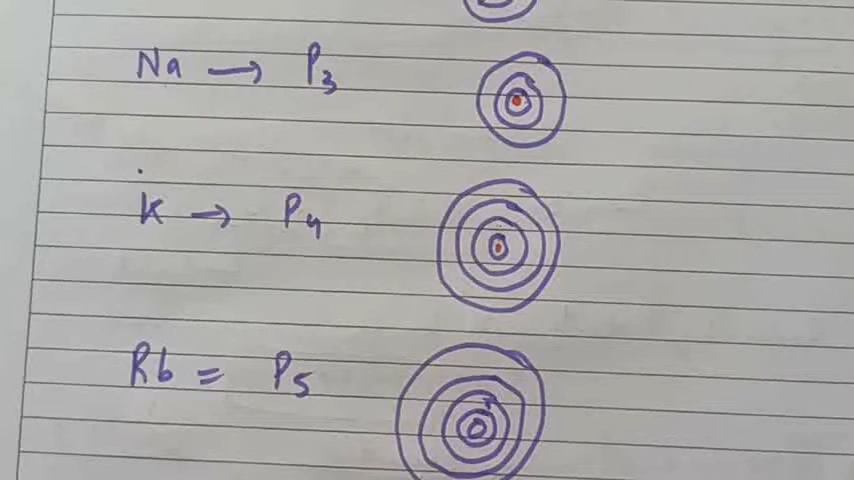 Na → P₃
K → P₄
Rb = P₅